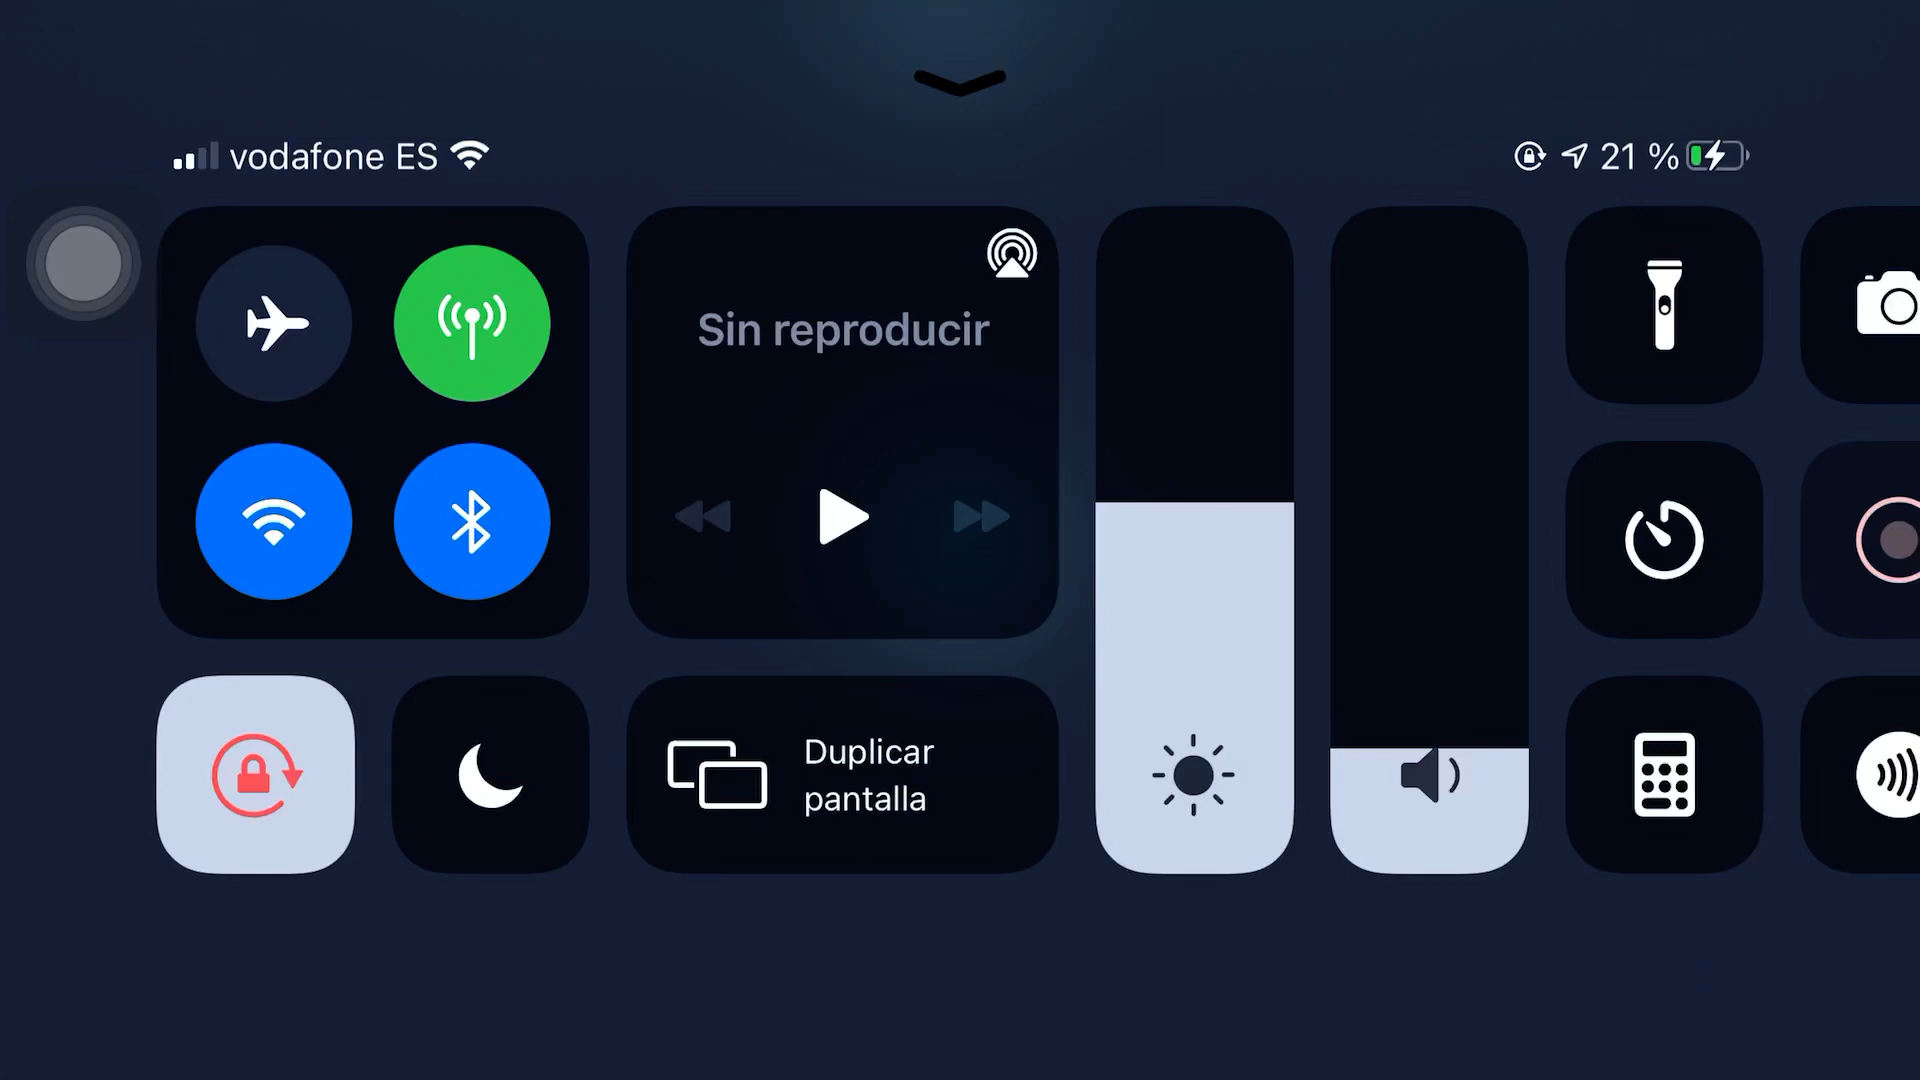 vodafone ES
21 %
Sin reproducir
Duplicar
pantalla